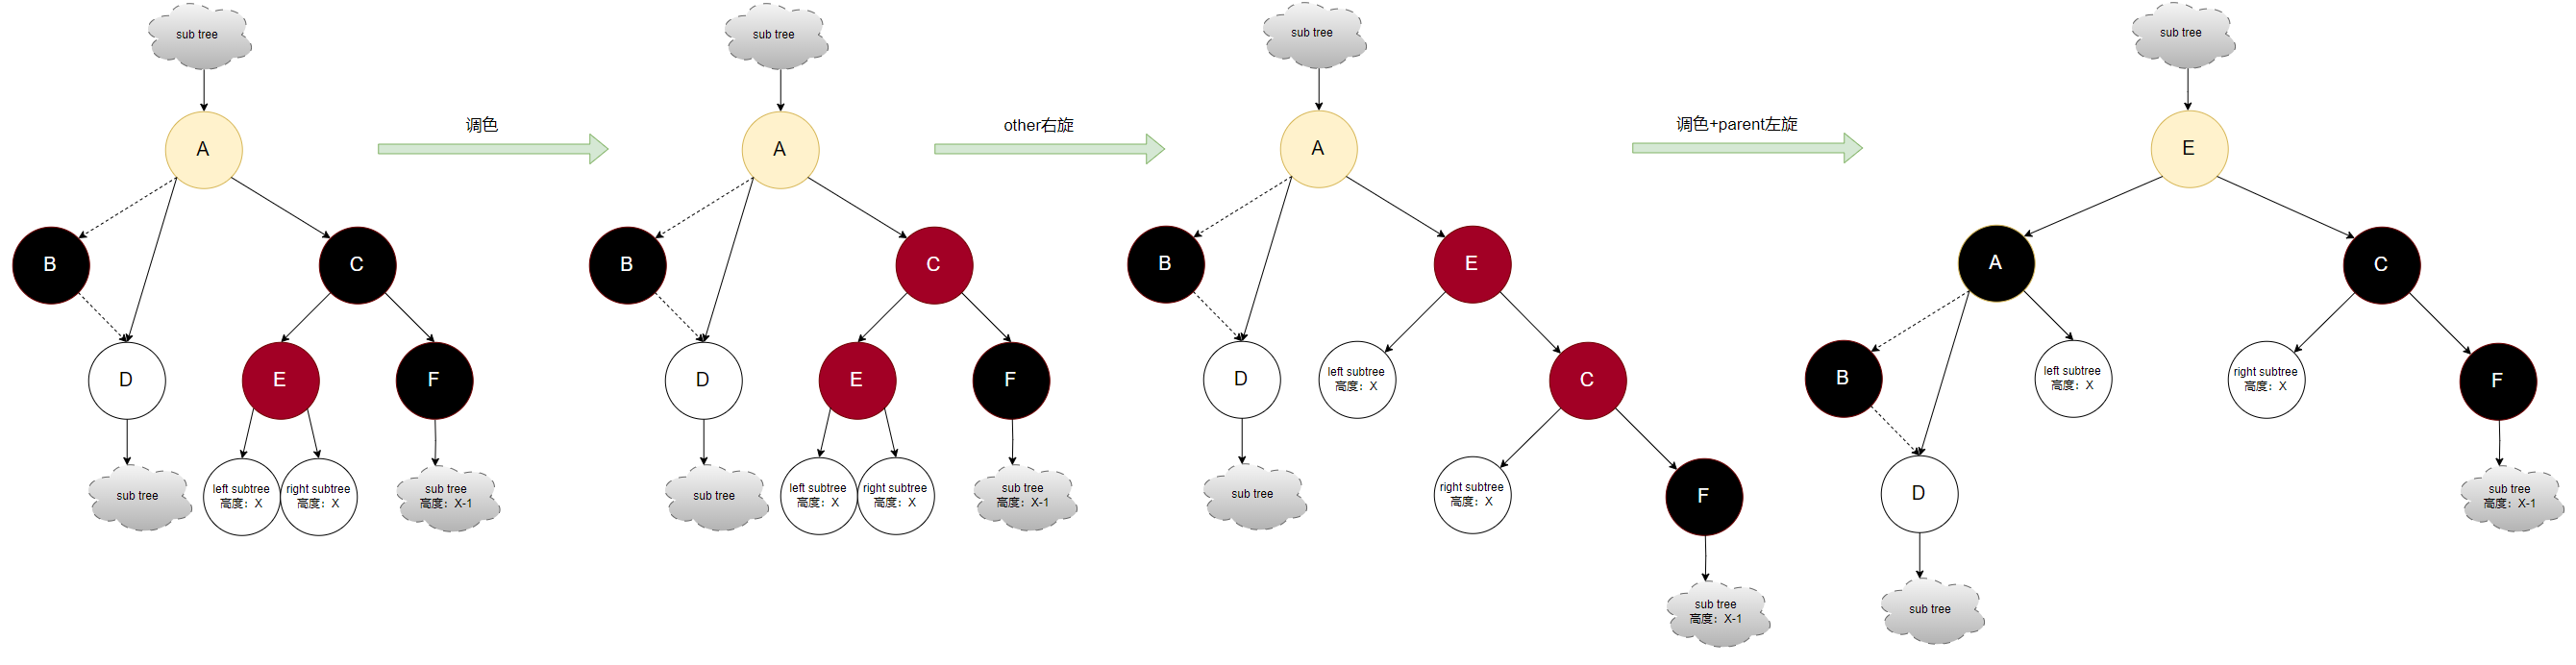 sub tree
A
B
C
D
E
F
sub tree
left subtree
高度：X
right subtree
高度：X
sub tree
高度：X-1
调色
sub tree
A
B
C
D
E
F
sub tree
left subtree
高度：X
right subtree
高度：X
sub tree
高度：X-1
other右旋
sub tree
A
B
E
D
left subtree
高度：X
C
sub tree
right subtree
高度：X
F
sub tree
高度：X-1
调色+parent左旋
sub tree
E
A
C
B
left subtree
高度：X
right subtree
高度：X
F
D
sub tree
高度：X-1
sub tree